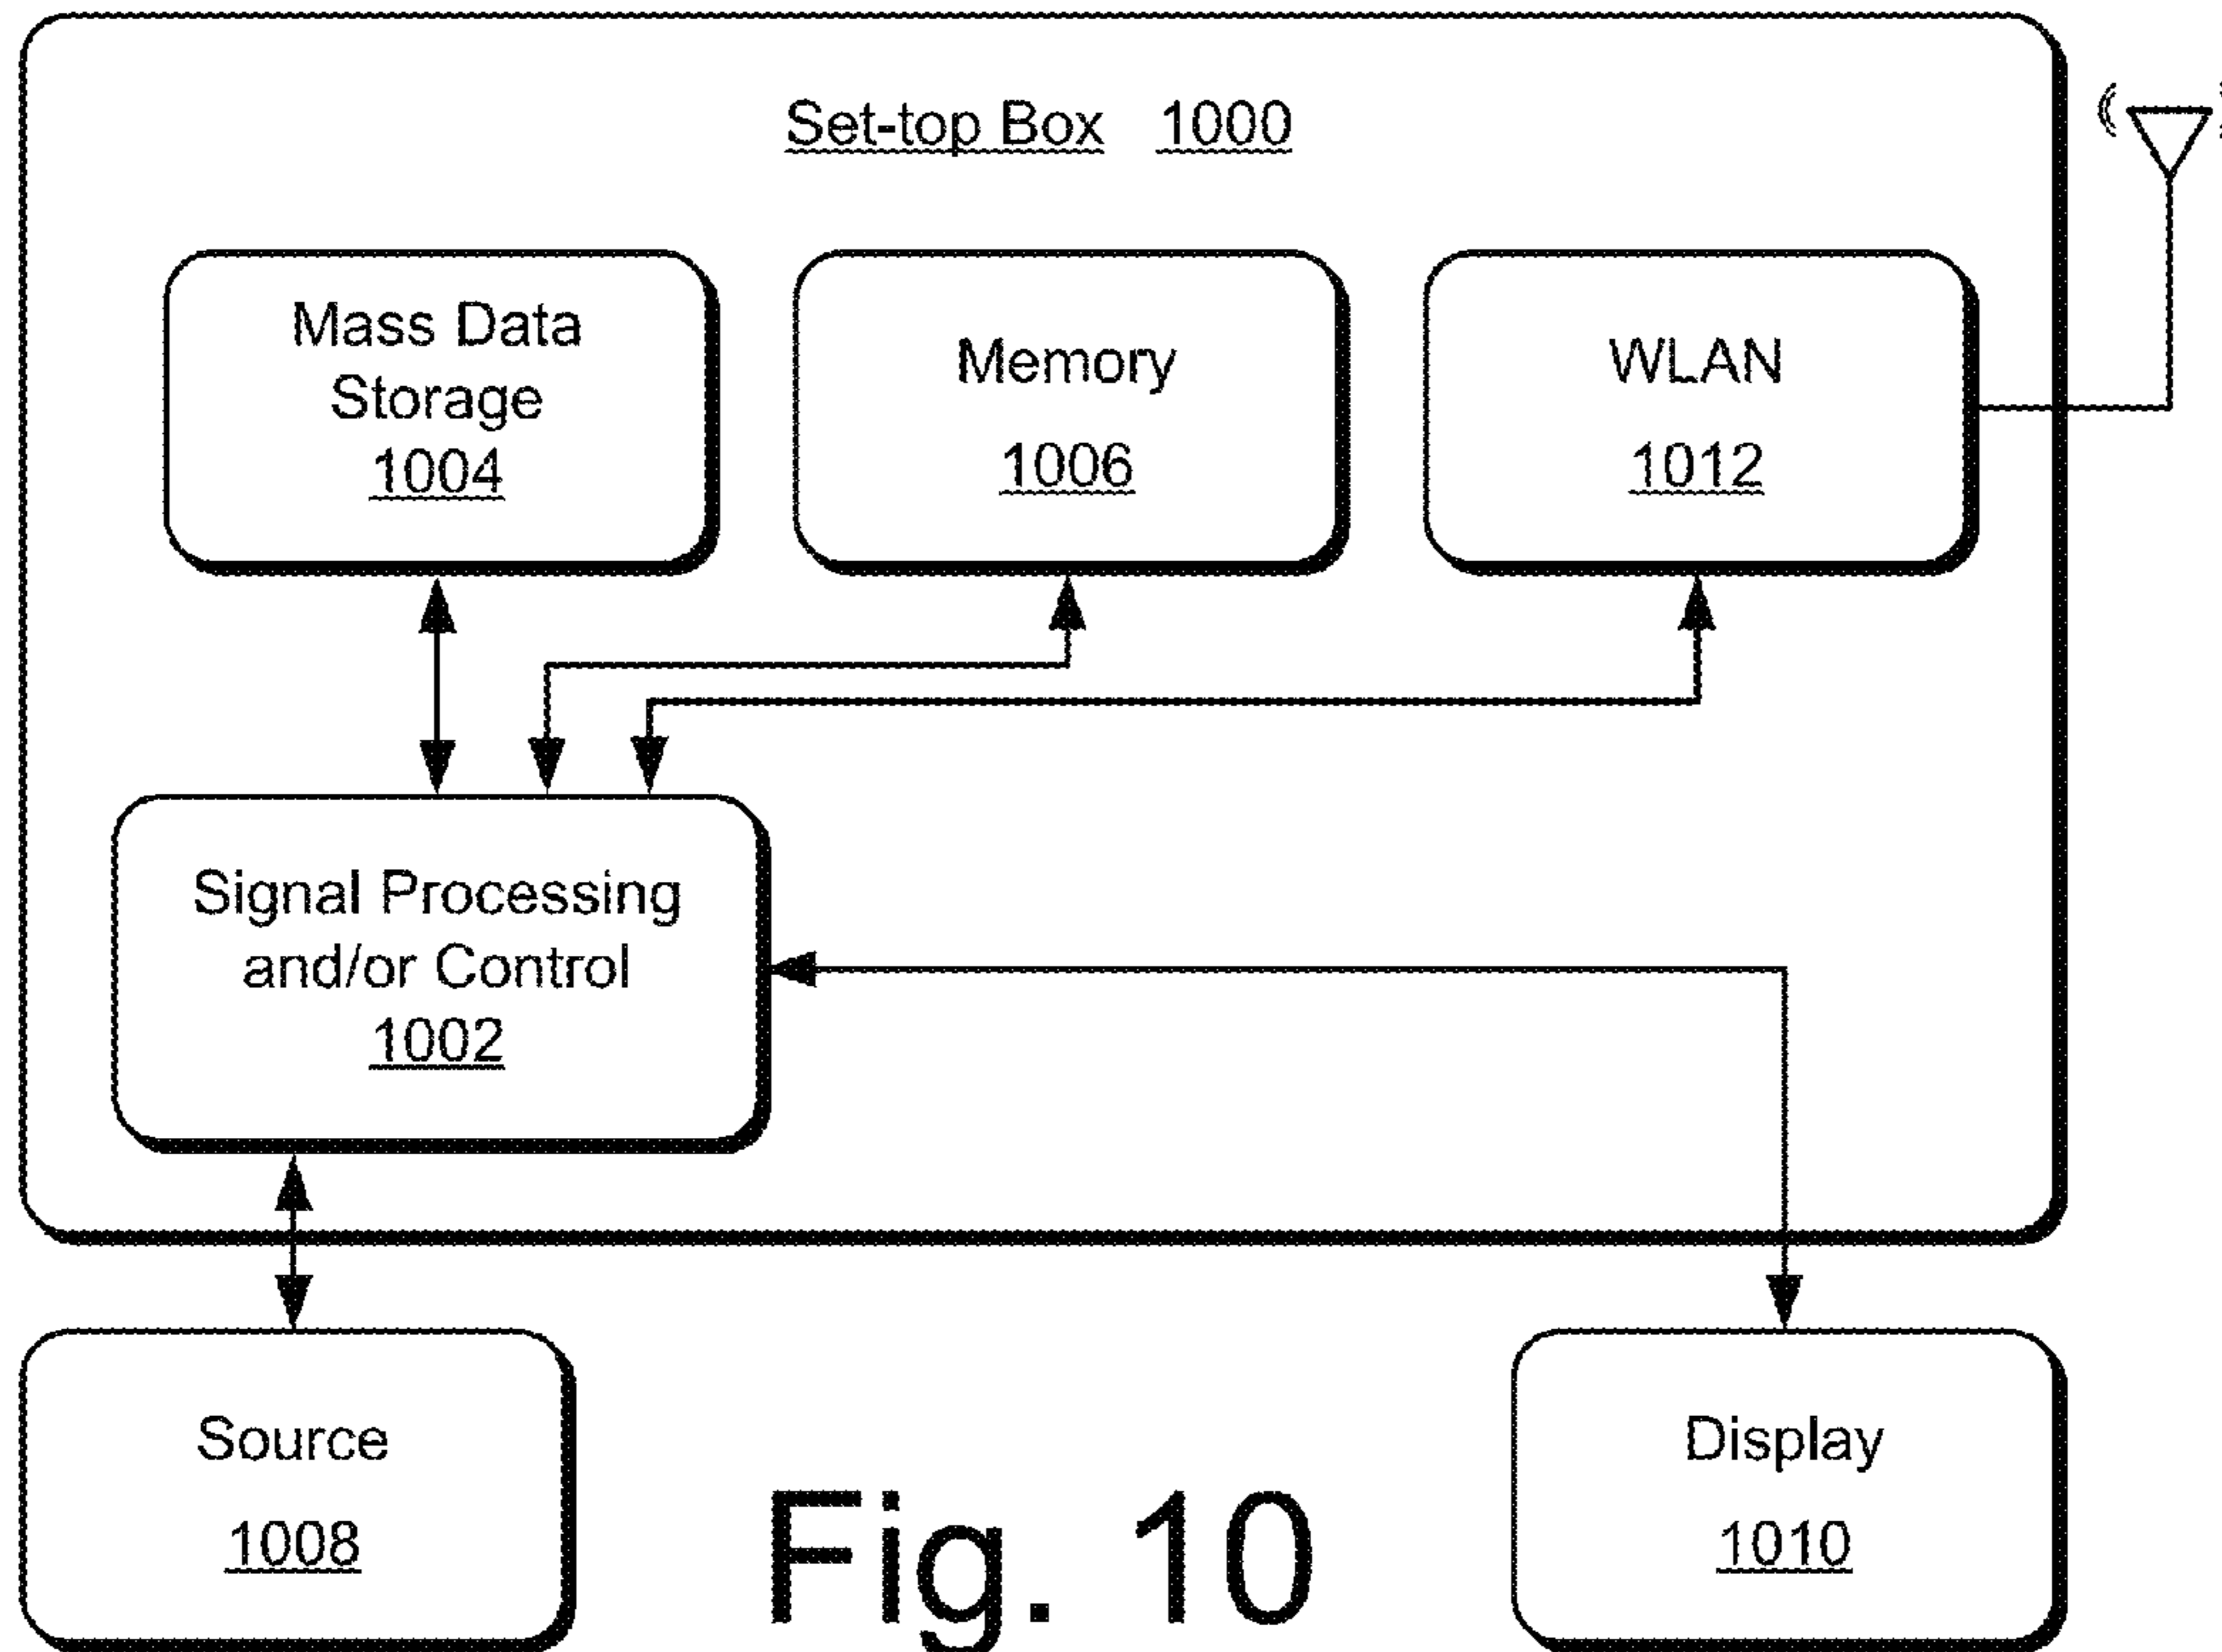 Set-top Box 1000
Mass Data
Storage
1004
Memory
1006
WLAN
1012
Signal Processing
and/or Control
1002
Source
1008
Display
1010
Fig. 10